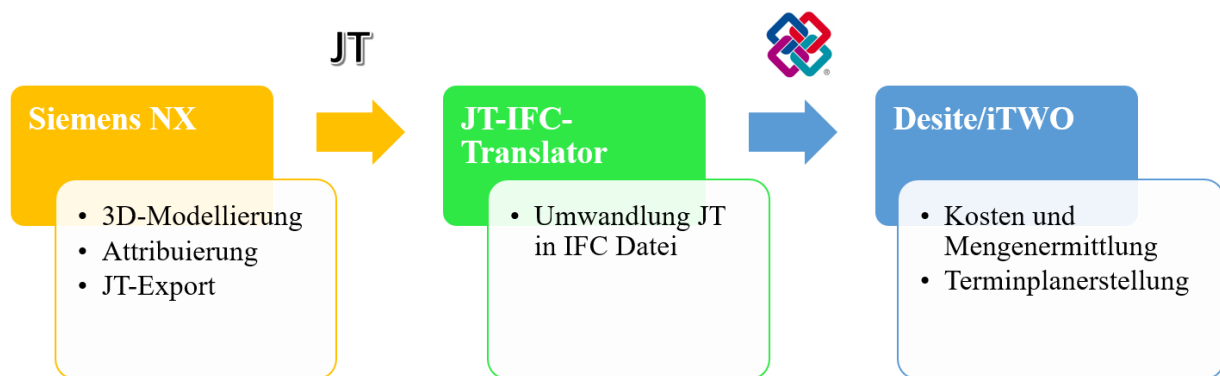 JT
Siemens NX
• 3D-Modellierung
• Attribuierung
• JT-Export
JT-IFC-
Translator
• Umwandlung JT
in IFC Datei
®
Desite/iTWO
• Kosten und
Mengenermittlung
• Terminplanerstellung